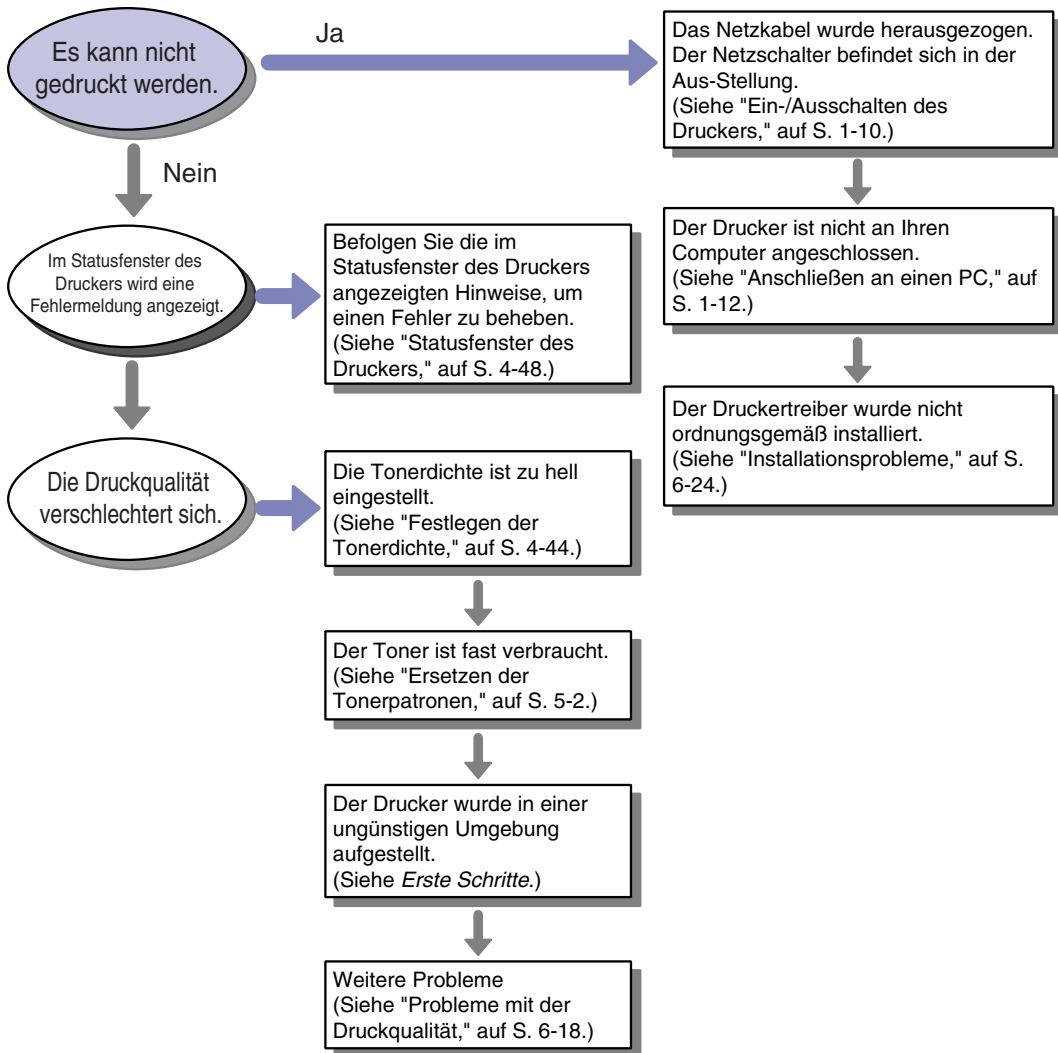 Es kann nicht
gedruckt werden.
Ja
Das Netzkabel wurde herausgezogen.
Der Netzschalter befindet sich in der
Aus-Stellung.
(Siehe "Ein-/Ausschalten des
Druckers," auf S. 1-10.)
Nein
Der Drucker ist nicht an Ihren
Computer angeschlossen.
(Siehe "Anschließen an einen PC," auf
S. 1-12.)
Der Druckertreiber wurde nicht
ordnungsgemäß installiert.
(Siehe "Installationsprobleme," auf S.
6-24.)
Im Statusfenster des
Druckers wird eine
Fehlermeldung angezeigt.
Befolgen Sie die im
Statusfenster des Druckers
angezeigten Hinweise, um
einen Fehler zu beheben.
(Siehe "Statusfenster des
Druckers," auf S. 4-48.)
Die Druckqualität
verschlechtert sich.
Die Tonerdichte ist zu hell
eingestellt.
(Siehe "Festlegen der
Tonerdichte," auf S. 4-44.)
Der Toner ist fast verbraucht.
(Siehe "Ersetzen der
Tonerpatronen," auf S. 5-2.)
Der Drucker wurde in einer
ungünstigen Umgebung
aufgestellt.
(Siehe Erste Schritte.)
Weitere Probleme
(Siehe "Probleme mit der
Druckqualität," auf S. 6-18.)